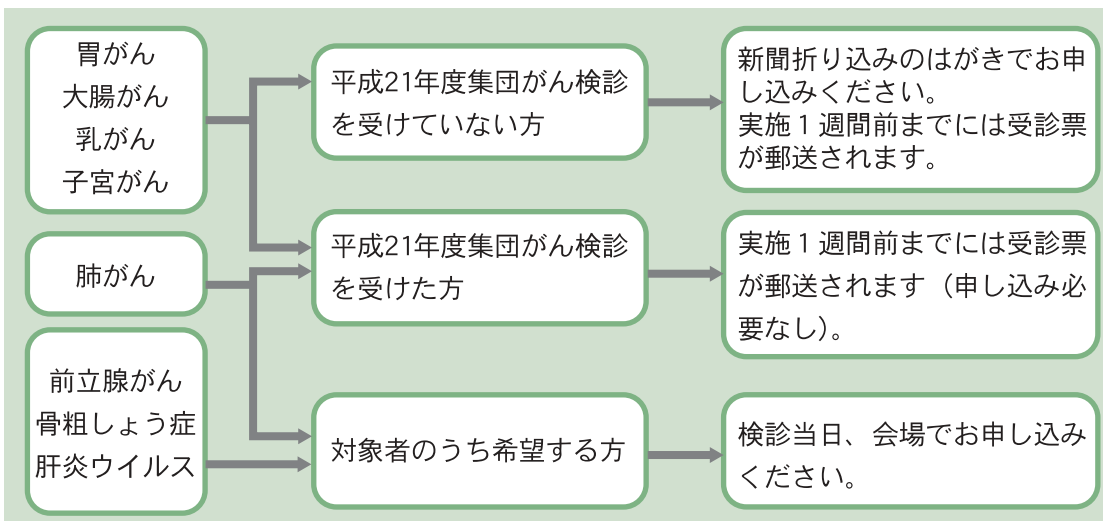 胃がん
大腸がん
乳がん
子宮がん
平成21年度集団がん検診
を受けていない方
新聞折り込みのはがきでお申
し込みください。
実施1週間前までには受診票
が郵送されます。
肺がん
平成21年度集団がん検診
を受けた方
実施1週間前までには受診票
が郵送されます（申し込み必
要なし）。
前立腺がん
骨粗しょう症
肝炎ウイルス
対象者のうち希望する方
検診当日、会場でお申し込み
ください。